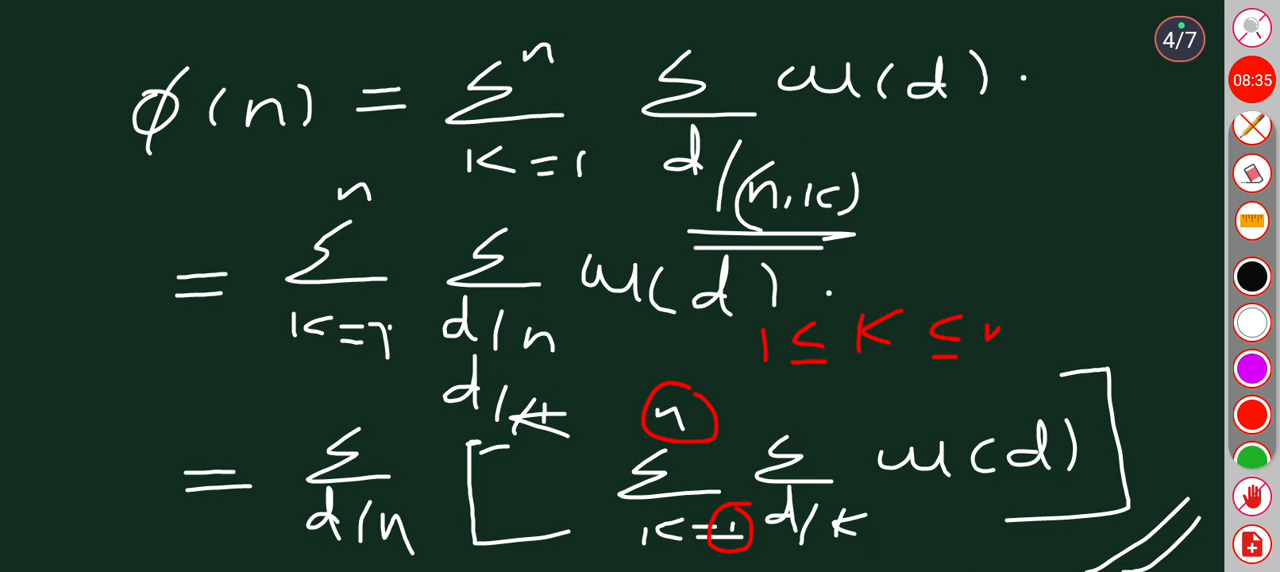 4/7
08:35
ϕ(n) = Σ_{K=1}^{n} Σ_{d/(n,K)} μ(d).
= Σ_{K=1}^{n} Σ_{d/n d/K} μ(d).
1 ≤ K ≤ n
= Σ_{d/n} [ Σ_{K=1}^{n} Σ_{d/K} μ(d) ]